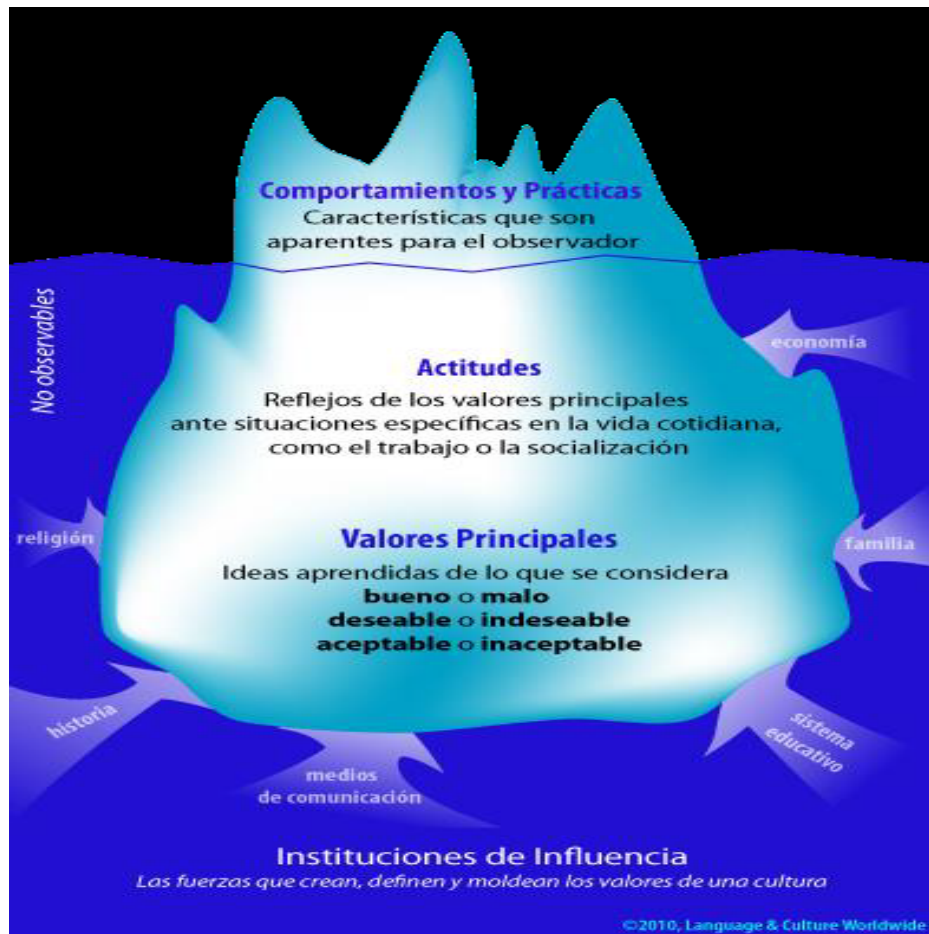 Comportamientos y Prácticas
Características que son
aparentes para el observador
No observables
economía
Actitudes
Reflejos de los valores principales
ante situaciones específicas en la vida cotidiana,
como el trabajo o la socialización
religión
familia
Valores Principales
Ideas aprendidas de lo que se considera
bueno o malo
deseable o indeseable
aceptable o inaceptable
historia
sistema
educativo
medios
de comunicación
Instituciones de Influencia
Las fuerzas que crean, definen y moldean los valores de una cultura
©2010, Language & Culture Worldwide